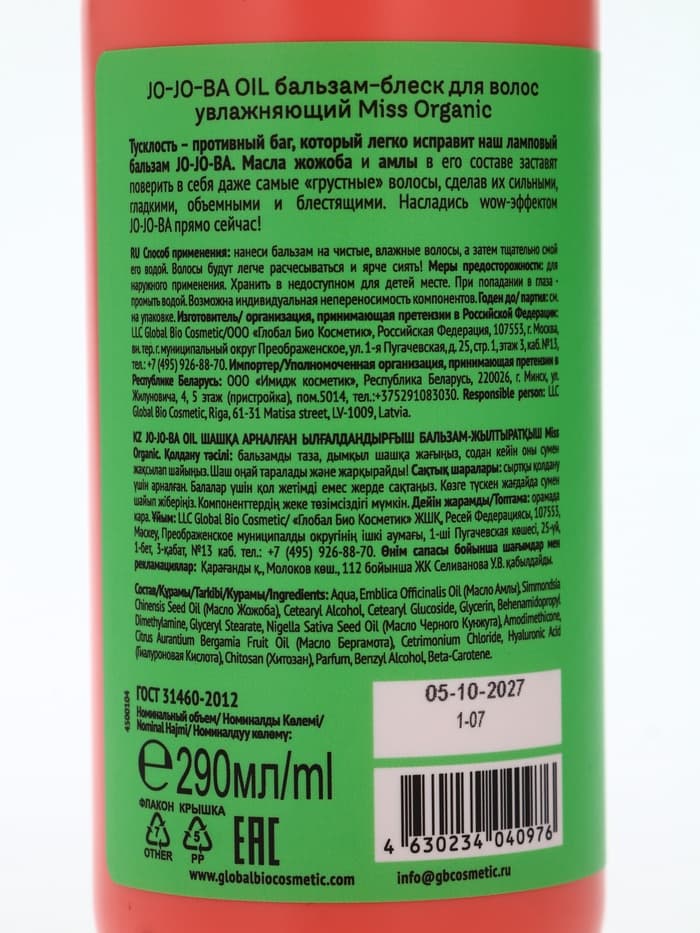 JO-JO-BA OIL бальзам-блеск для волос
увлажняющий Miss Organic
Тусклость – противный баг, который легко исправит наш ламповый
бальзам JO-JO-BA. Масла жожоба и амлы в его составе заставят
поверить в себя даже самые «грустные» волосы, сделав их сильными,
гладкими, объемными и блестящими. Насладись wow-эффектом
JO-JO-BA прямо сейчас!
RU Способ применения: нанеси бальзам на чистые, влажные волосы, а затем тщательно смой
его водой. Волосы будут легче расчесываться и ярче сиять! Меры предосторожности: для
наружного применения. Хранить в недоступном для детей месте. При попадании в глаза -
промыть водой. Возможна индивидуальная непереносимость компонентов. Годен до/ партия: см.
на упаковке. Изготовитель/ организация, принимающая претензии в Российской Федерации:
LLC Global Bio Cosmetic/ООО «Глобал Био Косметик», Российская Федерация, 107553, г. Москва,
вн. тер. г. муниципальный округ Преображенское, ул. 1-я Пугачевская, д. 25, стр. 1, этаж 3, каб. №13,
тел.: +7 (495) 926-88-70. Импортер/Уполномоченная организация, принимающая претензии в
Республике Беларусь: ООО «Имидж косметик», Республика Беларусь, 220026, г. Минск, ул.
Жилуновича, 4, 5 этаж (пристройка), пом.5014, тел.:+375291083030. Responsible person: LLC
Global Bio Cosmetic, Riga, 61-31 Matisa street, LV-1009, Latvia.
KZ JO-JO-BA OIL ШАШҚА АРНАЛҒАН ЫЛҒАЛДАНДЫРҒЫШ БАЛЬЗАМ-ЖЫЛТЫРАТҚЫШ Miss
Organic. Қолдану тәсілі: бальзамды таза, дымқыл шашқа жағыңыз, содан кейін оны сумен
жақсылап шайыңыз. Шаш оңай таралады және жарқырайды! Сақтық шаралары: сыртқы қолдану
үшін арналған. Балалар үшін қол жетімді емес жерде сақтаңыз. Көзге түскен жағдайда сумен
шайып жіберіңіз. Компоненттердің жеке төзімсіздігі мүмкін. Дейін жарамды/Топтама: орамада
қара. Ұйым: LLC Global Bio Cosmetic/ «Глобал Био Косметик» ЖШҚ, Ресей Федерациясы, 107553,
Мәскеу, Преображенское муниципалды округінің ішкі аумағы, 1-ші Пугачевская көшесі, 25-үй,
1-бет, 3-қабат, №13 каб. тел.: +7 (495) 926-88-70. Өнім сапасы бойынша шағымдар мен
рекламациялар: Қарағанды қ., Молоков көш., 112 бойынша ЖК Селиванова У.В. қабылдайды.
Состав/Құрамы/Tarkibi/Курамы/Ingredients: Aqua, Emblica Officinalis Oil (Масло Амлы), Simmondsia
Chinensis Seed Oil (Масло Жожоба), Cetearyl Alcohol, Cetearyl Glucoside, Glycerin, Behenamidopropyl
Dimethylamine, Glyceryl Stearate, Nigella Sativa Seed Oil (Масло Черного Кунжута), Amodimethicone,
Citrus Aurantium Bergamia Fruit Oil (Масло Бергамота), Cetrimonium Chloride, Hyaluronic Acid
(Гиалуроновая Кислота), Chitosan (Хитозан), Parfum, Benzyl Alcohol, Beta-Carotene.
ГОСТ 31460-2012
4500104
Номинальный объем/ Номиналды Көлемі/
Nominal Hajmi/ Номиналдуу көлөмү:
℮290мл/ml
ФЛАКОН КРЫШКА
7 5
OTHER PP
EAC
05-10-2027
1-07
4 630234 040976
www.globalbiocosmetic.com
info@gbcosmetic.ru